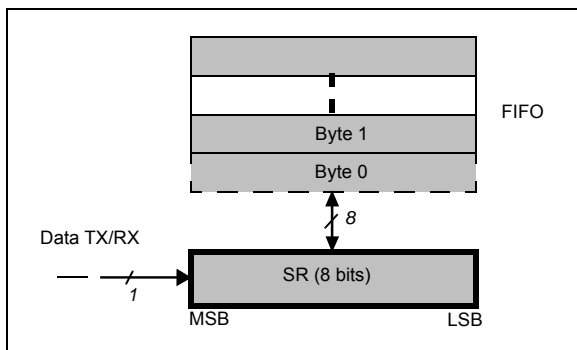 FIFO
Byte 1
Byte 0
8
Data TX/RX
1
SR (8 bits)
MSB
LSB